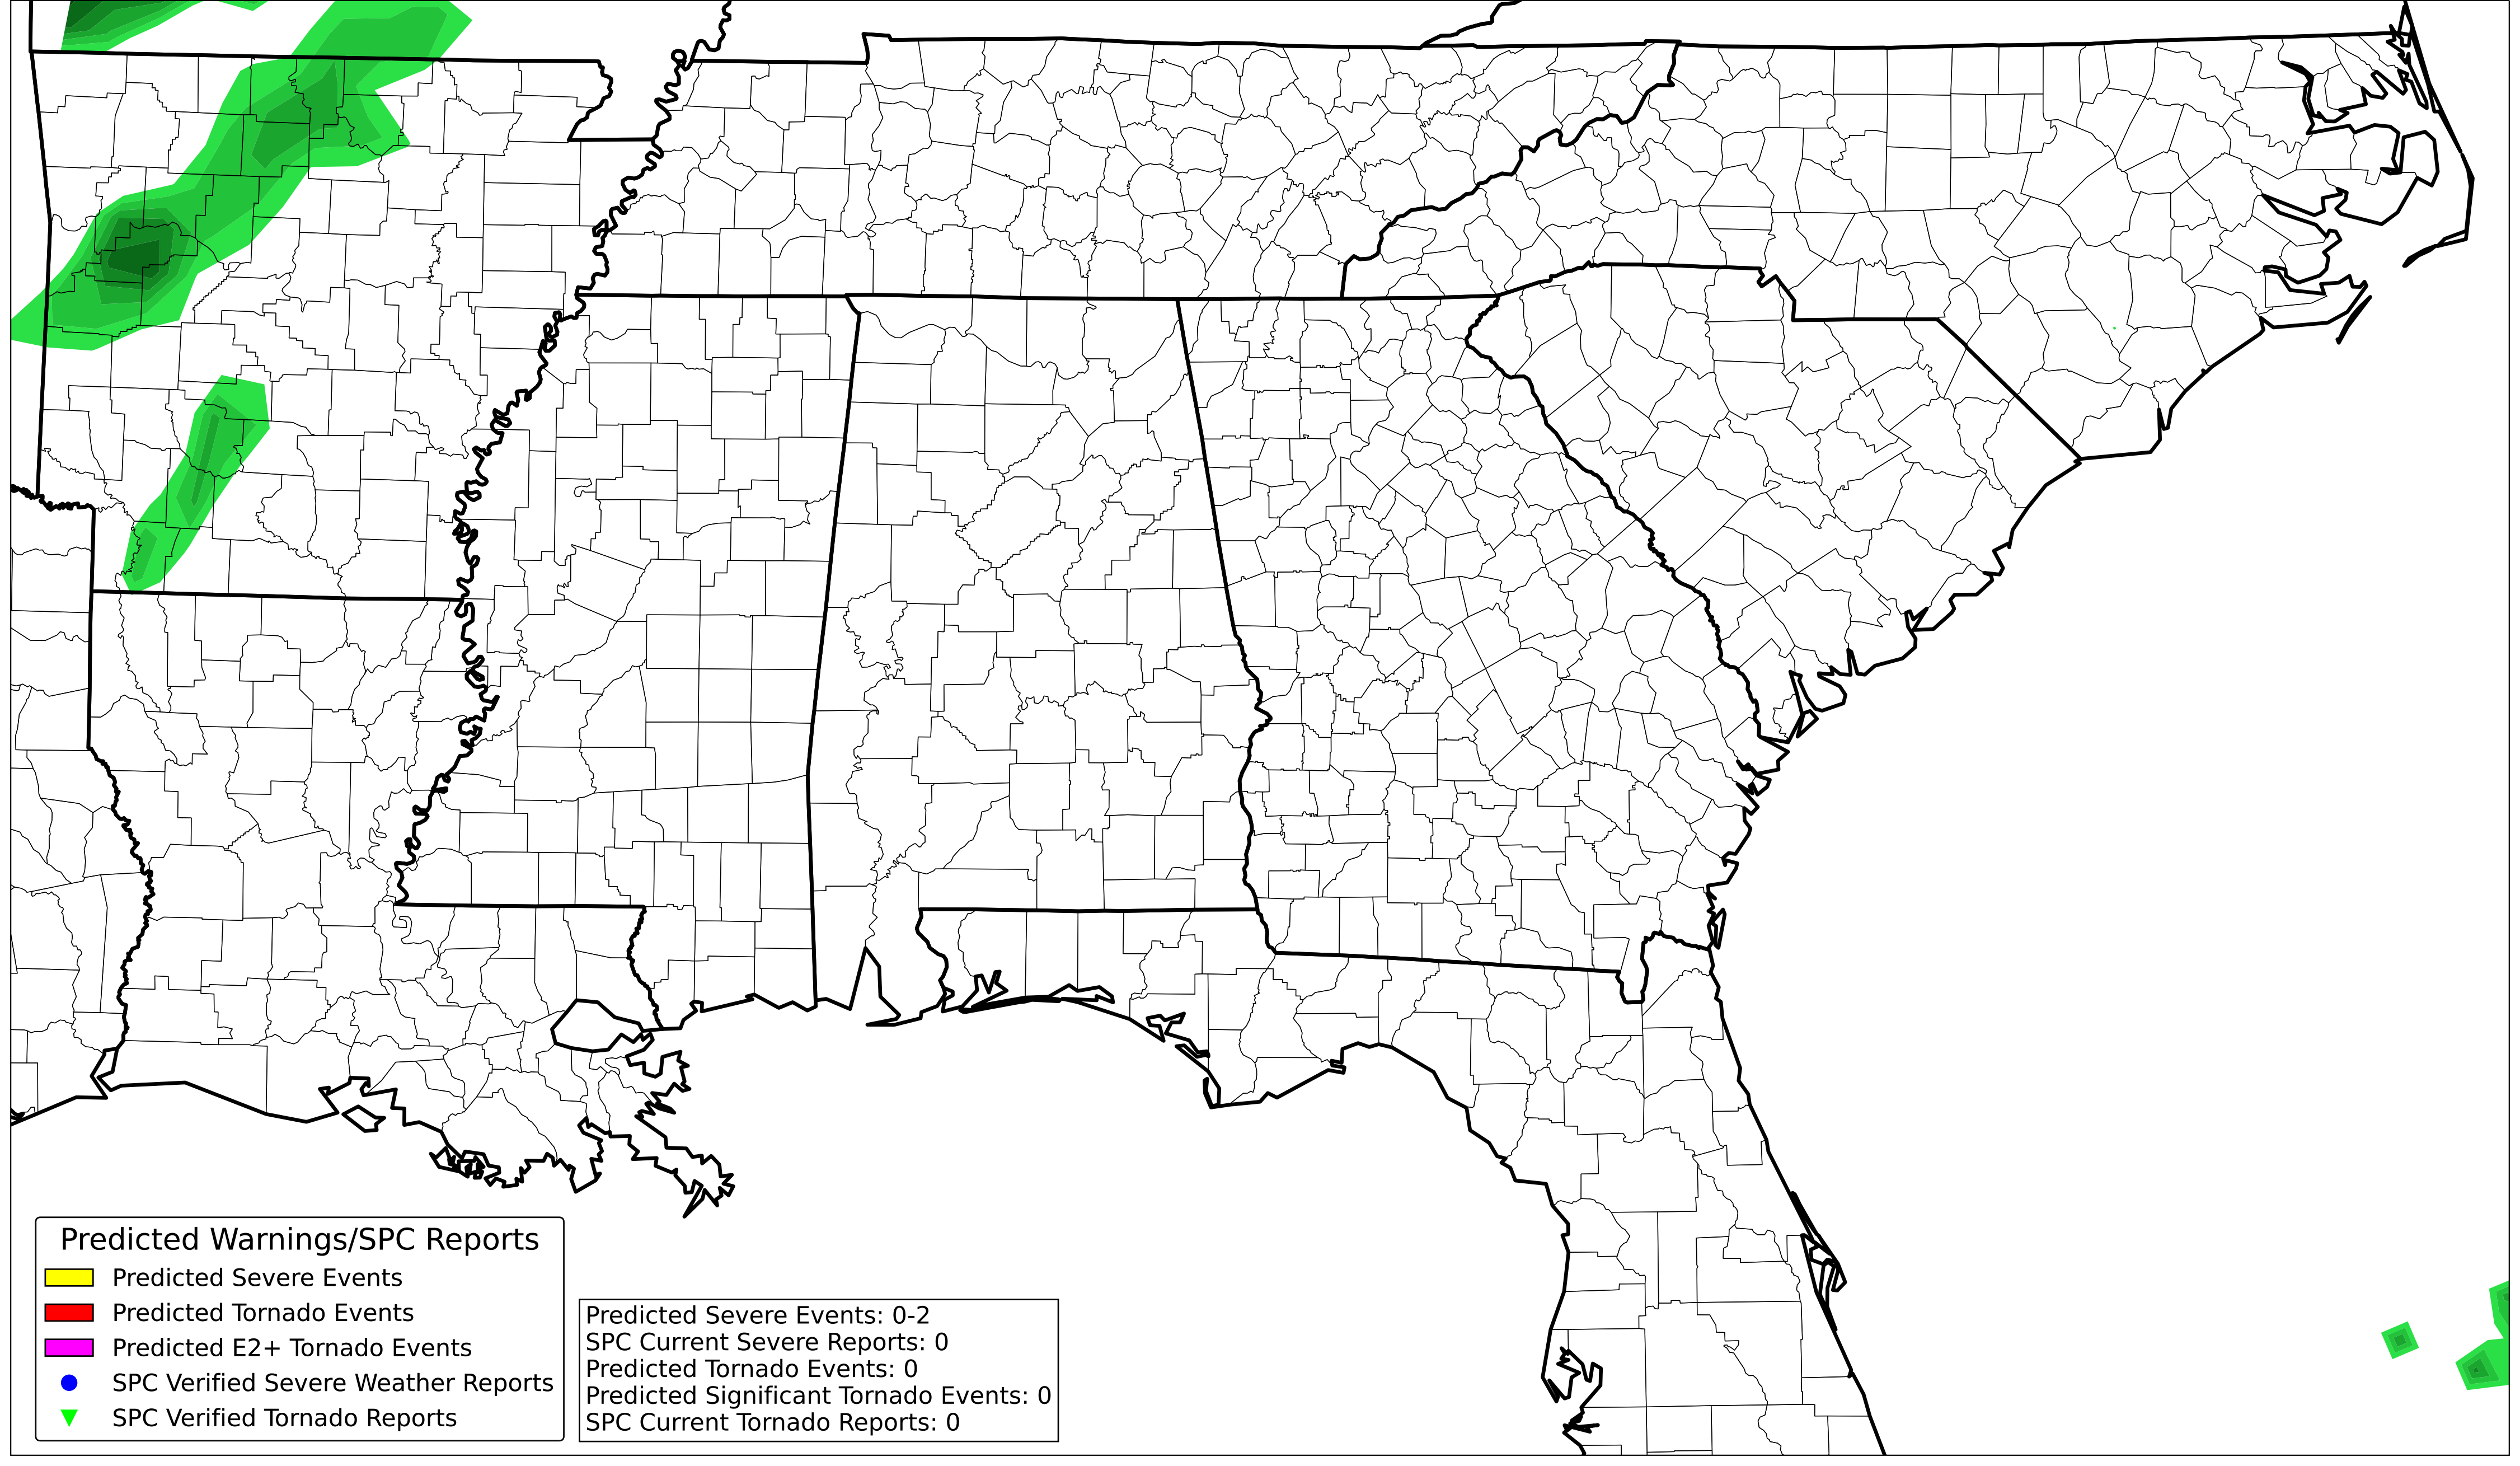 Predicted Warnings/SPC Reports
Predicted Severe Events
Predicted Tornado Events
Predicted E2+ Tornado Events
SPC Verified Severe Weather Reports
SPC Verified Tornado Reports
Predicted Severe Events: 0-2
SPC Current Severe Reports: 0
Predicted Tornado Events: 0
Predicted Significant Tornado Events: 0
SPC Current Tornado Reports: 0